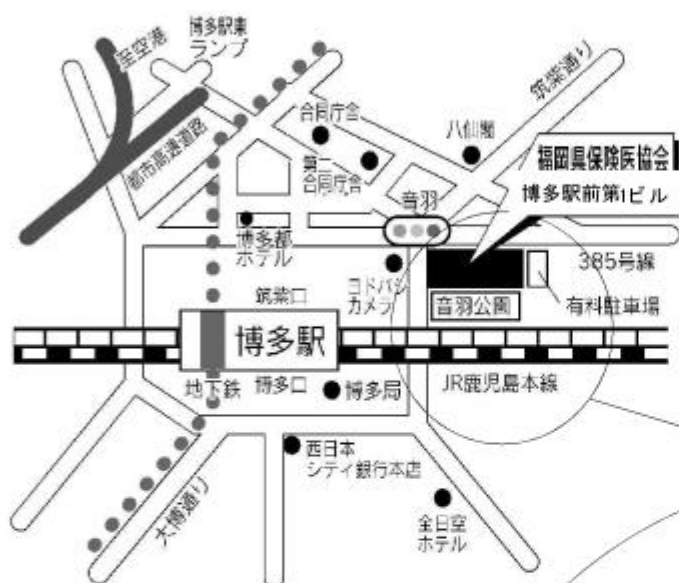 至空港
博多駅東
ランプ
都市高速道路
合同庁舎
第二
合同庁舎
八仙閣
筑紫通り
福岡県保険医協会
博多駅前第1ビル
音羽
博多都
ホテル
筑紫口
ヨドバシ
カメラ
音羽公園
385号線
有料駐車場
博多駅
地下鉄
博多口
博多局
JR鹿児島本線
西日本
シティ銀行本店
大博通り
全日空
ホテル